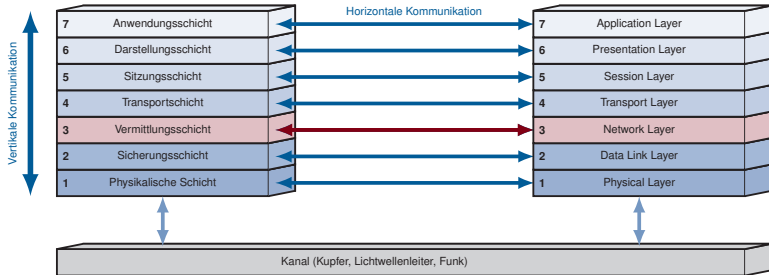 Horizontale Kommunikation
Vertikale Kommunikation
7 Anwendungsschicht
6 Darstellungsschicht
5 Sitzungsschicht
4 Transportschicht
3 Vermittlungsschicht
2 Sicherungsschicht
1 Physikalische Schicht
7 Application Layer
6 Presentation Layer
5 Session Layer
4 Transport Layer
3 Network Layer
2 Data Link Layer
1 Physical Layer
Kanal (Kupfer, Lichtwellenleiter, Funk)